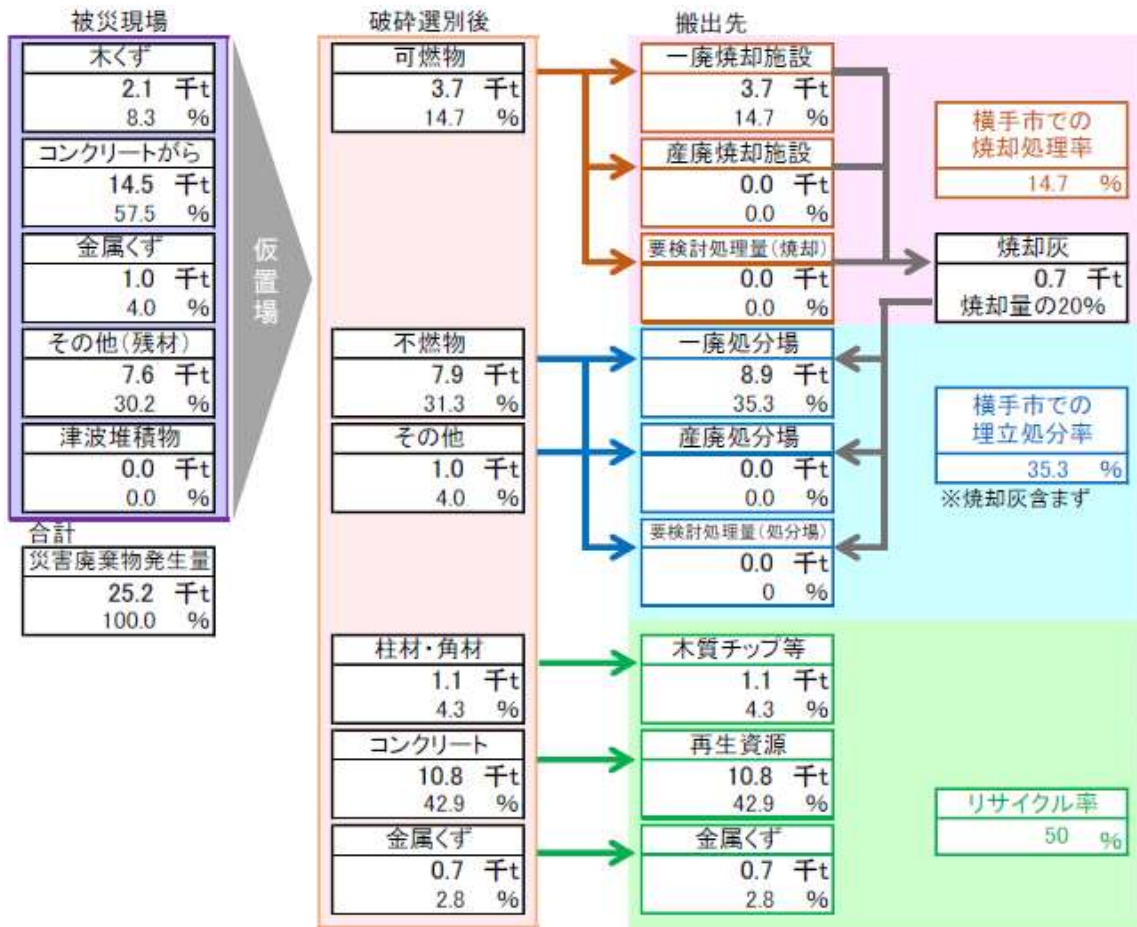 被災現場
木くず
2.1 千t
8.3 %
コンクリートがら
14.5 千t
57.5 %
金属くず
1.0 千t
4.0 %
その他(残材)
7.6 千t
30.2 %
津波堆積物
0.0 千t
0.0 %
合計
災害廃棄物発生量
25.2 千t
100.0 %
仮置場
破砕選別後
可燃物
3.7 千t
14.7 %
不燃物
7.9 千t
31.3 %
その他
1.0 千t
4.0 %
柱材・角材
1.1 千t
4.3 %
コンクリート
10.8 千t
42.9 %
金属くず
0.7 千t
2.8 %
搬出先
一廃焼却施設
3.7 千t
14.7 %
産廃焼却施設
0.0 千t
0.0 %
要検討処理量(焼却)
0.0 千t
0.0 %
一廃処分場
8.9 千t
35.3 %
産廃処分場
0.0 千t
0.0 %
要検討処理量(処分場)
0.0 千t
0 %
木質チップ等
1.1 千t
4.3 %
再生資源
10.8 千t
42.9 %
金属くず
0.7 千t
2.8 %
横手市での
焼却処理率
14.7 %
焼却灰
0.7 千t
焼却量の20%
横手市での
埋立処分率
35.3 %
※焼却灰含まず
リサイクル率
50 %